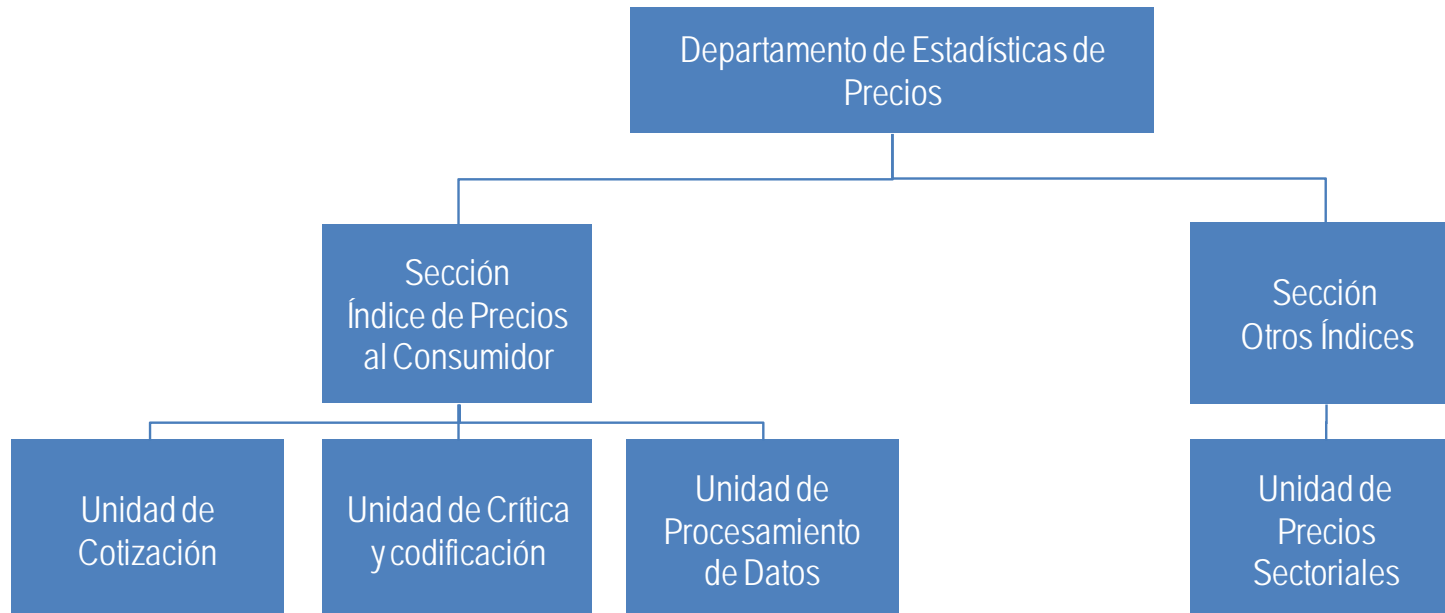 Departamento de Estadísticas de
Precios
Sección
Índice de Precios
al Consumidor
Sección
Otros Índices
Unidad de
Cotización
Unidad de Crítica
y codificación
Unidad de
Procesamiento
de Datos
Unidad de
Precios
Sectoriales